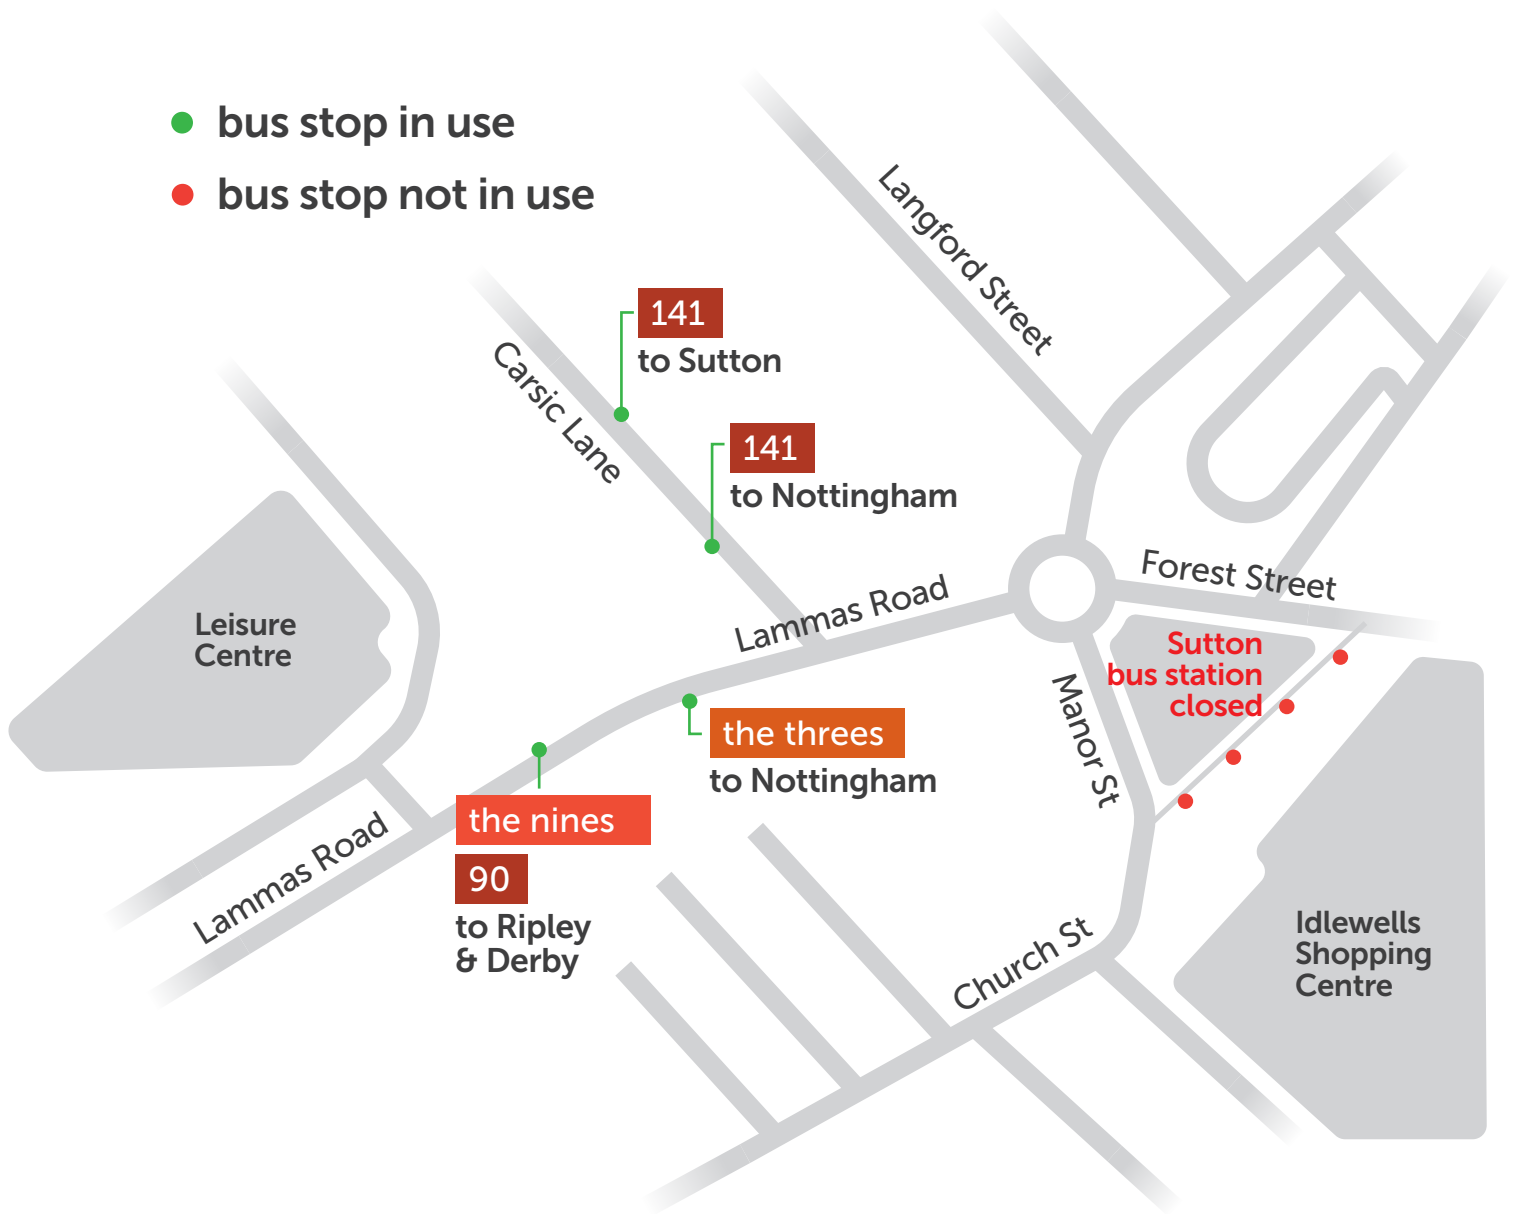 bus stop in use
bus stop not in use
Langford Street
141
to Sutton
Carsic Lane
141
to Nottingham
Forest Street
Lammas Road
Leisure
Centre
Sutton
bus station
closed
Manor St
the threes
to Nottingham
the nines
90
to Ripley
& Derby
Lammas Road
Church St
Idlewells
Shopping
Centre